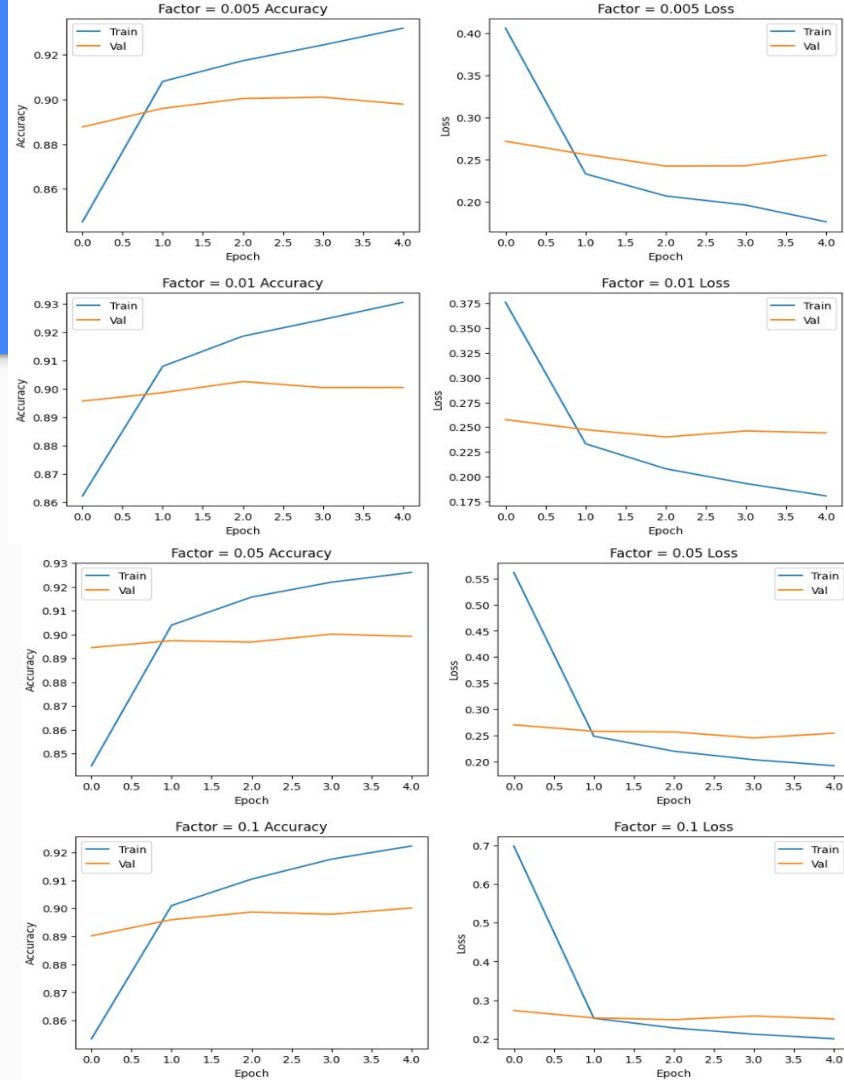 Factor = 0.005 Accuracy
Train
Val
0.92
0.90
0.88
0.86
Accuracy
0.0 0.5 1.0 1.5 2.0 2.5 3.0 3.5 4.0
Epoch
Factor = 0.005 Loss
Train
Val
0.40
0.35
0.30
0.25
0.20
Loss
0.0 0.5 1.0 1.5 2.0 2.5 3.0 3.5 4.0
Epoch
Factor = 0.01 Accuracy
Train
Val
0.93
0.92
0.91
0.90
0.89
0.88
0.87
0.86
Accuracy
0.0 0.5 1.0 1.5 2.0 2.5 3.0 3.5 4.0
Epoch
Factor = 0.01 Loss
Train
Val
0.375
0.350
0.325
0.300
0.275
0.250
0.225
0.200
0.175
Loss
0.0 0.5 1.0 1.5 2.0 2.5 3.0 3.5 4.0
Epoch
Factor = 0.05 Accuracy
Train
Val
0.93
0.92
0.91
0.90
0.89
0.88
0.87
0.86
0.85
Accuracy
0.0 0.5 1.0 1.5 2.0 2.5 3.0 3.5 4.0
Epoch
Factor = 0.05 Loss
Train
Val
0.55
0.50
0.45
0.40
0.35
0.30
0.25
0.20
Loss
0.0 0.5 1.0 1.5 2.0 2.5 3.0 3.5 4.0
Epoch
Factor = 0.1 Accuracy
Train
Val
0.92
0.91
0.90
0.89
0.88
0.87
0.86
Accuracy
0.0 0.5 1.0 1.5 2.0 2.5 3.0 3.5 4.0
Epoch
Factor = 0.1 Loss
Train
Val
0.7
0.6
0.5
0.4
0.3
0.2
Loss
0.0 0.5 1.0 1.5 2.0 2.5 3.0 3.5 4.0
Epoch